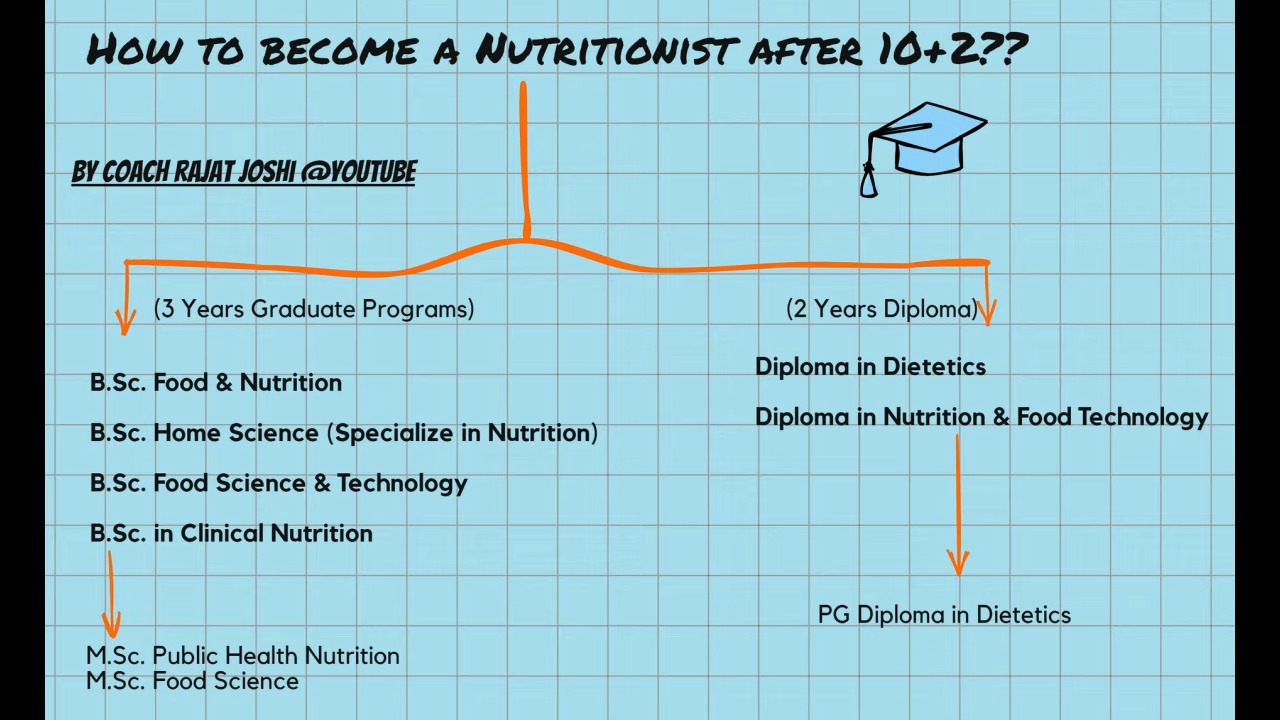 How to become a Nutritionist after 10+2??
By Coach Rajat Joshi @YouTube
(3 Years Graduate Programs)
B.Sc. Food & Nutrition
B.Sc. Home Science (Specialize in Nutrition)
B.Sc. Food Science & Technology
B.Sc. in Clinical Nutrition
M.Sc. Public Health Nutrition
M.Sc. Food Science
(2 Years Diploma)
Diploma in Dietetics
Diploma in Nutrition & Food Technology
PG Diploma in Dietetics